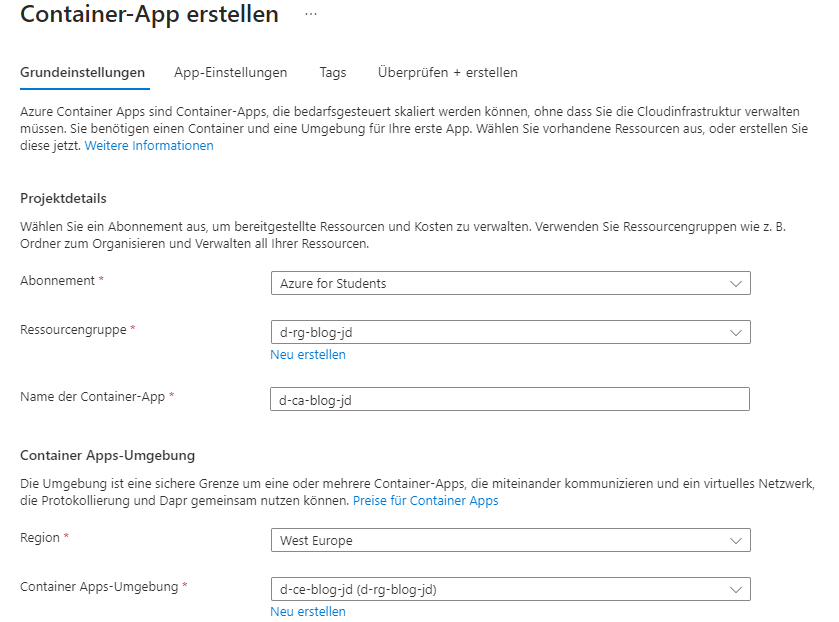 Container-App erstellen ...
Grundeinstellungen App-Einstellungen Tags Überprüfen + erstellen
Azure Container Apps sind Container-Apps, die bedarfsgesteuert skaliert werden können, ohne dass Sie die Cloudinfrastruktur verwalten
müssen. Sie benötigen einen Container und eine Umgebung für Ihre erste App. Wählen Sie vorhandene Ressourcen aus, oder erstellen Sie
diese jetzt. Weitere Informationen
Projektdetails
Wählen Sie ein Abonnement aus, um bereitgestellte Ressourcen und Kosten zu verwalten. Verwenden Sie Ressourcengruppen wie z. B.
Ordner zum Organisieren und Verwalten all Ihrer Ressourcen.
Abonnement * Azure for Students
Ressourcengruppe * d-rg-blog-jd
Neu erstellen
Name der Container-App * d-ca-blog-jd
Container Apps-Umgebung
Die Umgebung ist eine sichere Grenze um eine oder mehrere Container-Apps, die miteinander kommunizieren und ein virtuelles Netzwerk,
die Protokollierung und Dapr gemeinsam nutzen können. Preise für Container Apps
Region * West Europe
Container Apps-Umgebung * d-ce-blog-jd (d-rg-blog-jd)
Neu erstellen